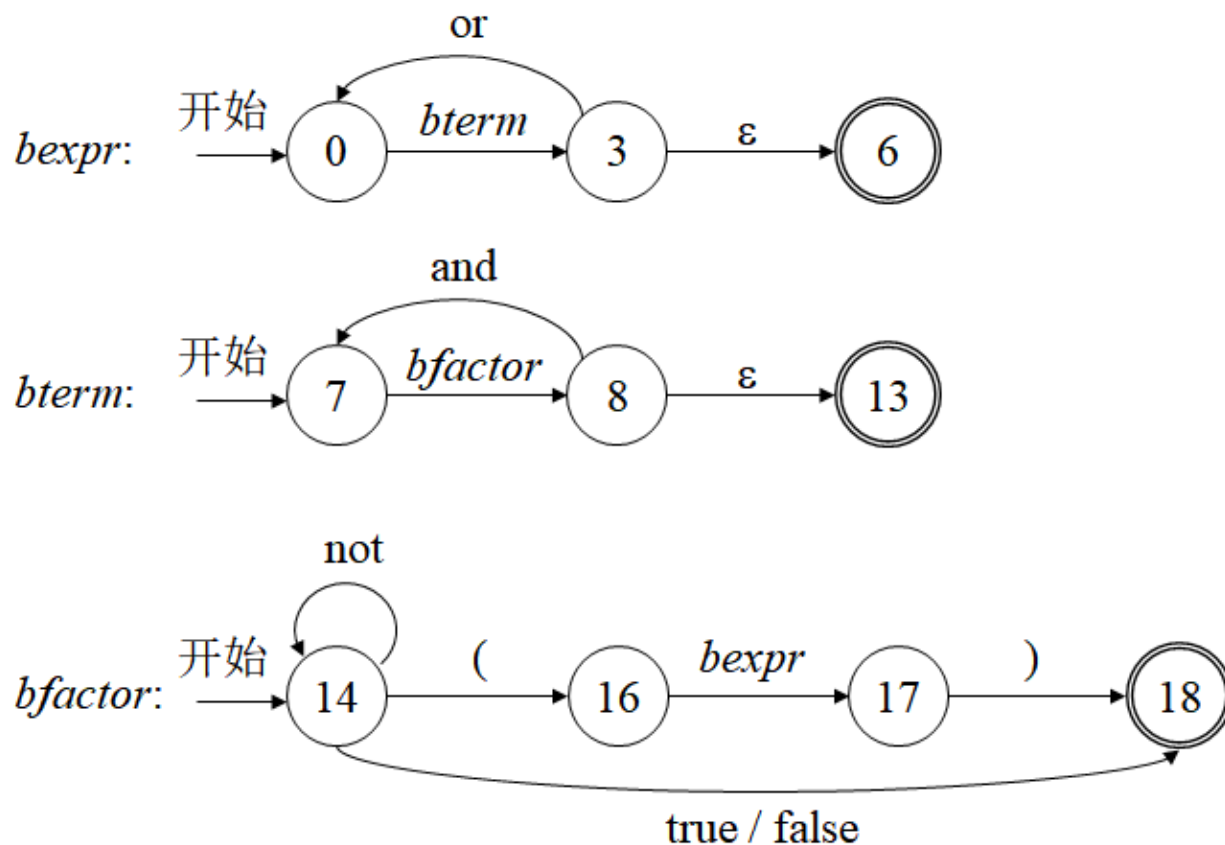 or
bexpr: 开始 0 bterm 3 ε 6
and
bterm: 开始 7 bfactor 8 ε 13
not
bfactor: 开始 14 ( 16 bexpr 17 ) 18
true / false